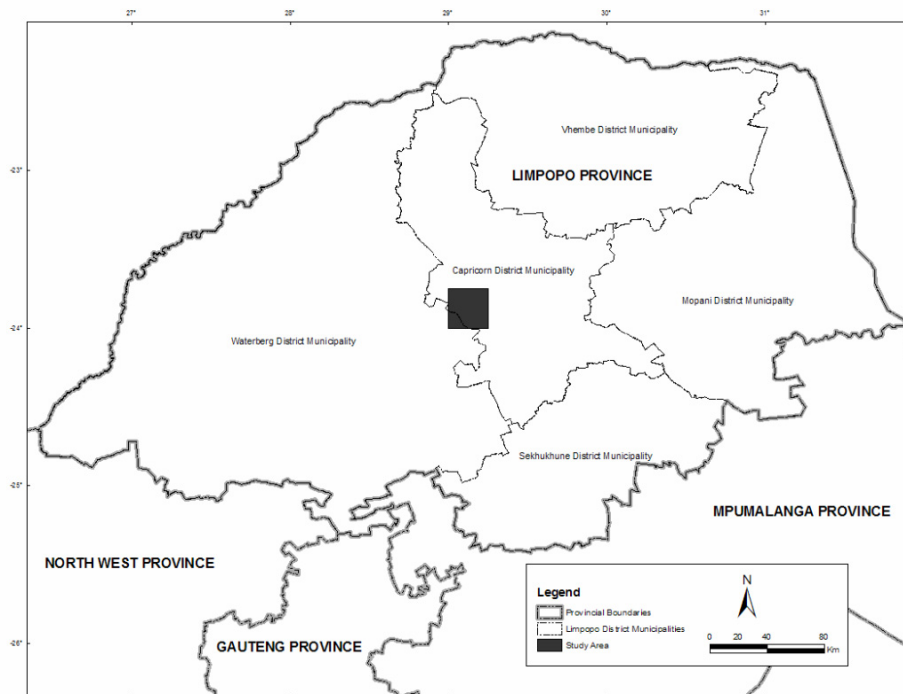 27° 28° 29° 30° 31°
-23°
-24°
-25°
-26°
Vhembe District Municipality
LIMPOPO PROVINCE
Capricorn District Municipality
Mopani District Municipality
Waterberg District Municipality
Sekhukhune District Municipality
MPUMALANGA PROVINCE
NORTH WEST PROVINCE
GAUTENG PROVINCE
Legend
Provincial Boundaries
Limpopo District Municipalities
Study Area
N
0 20 40 80
Km